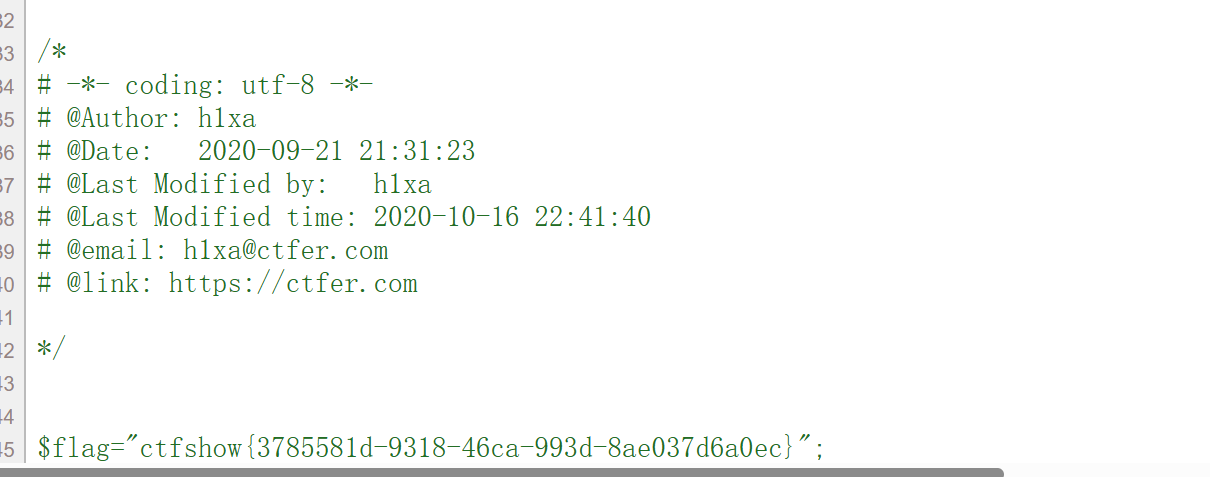 32
33 /*
34 # -*- coding: utf-8 -*-
35 # @Author: h1xa
36 # @Date:   2020-09-21 21:31:23
37 # @Last Modified by:   h1xa
38 # @Last Modified time: 2020-10-16 22:41:40
39 # @email: h1xa@ctfer.com
40 # @link: https://ctfer.com
41
42 */
43
44
45 $flag="ctfshow{3785581d-9318-46ca-993d-8ae037d6a0ec}";